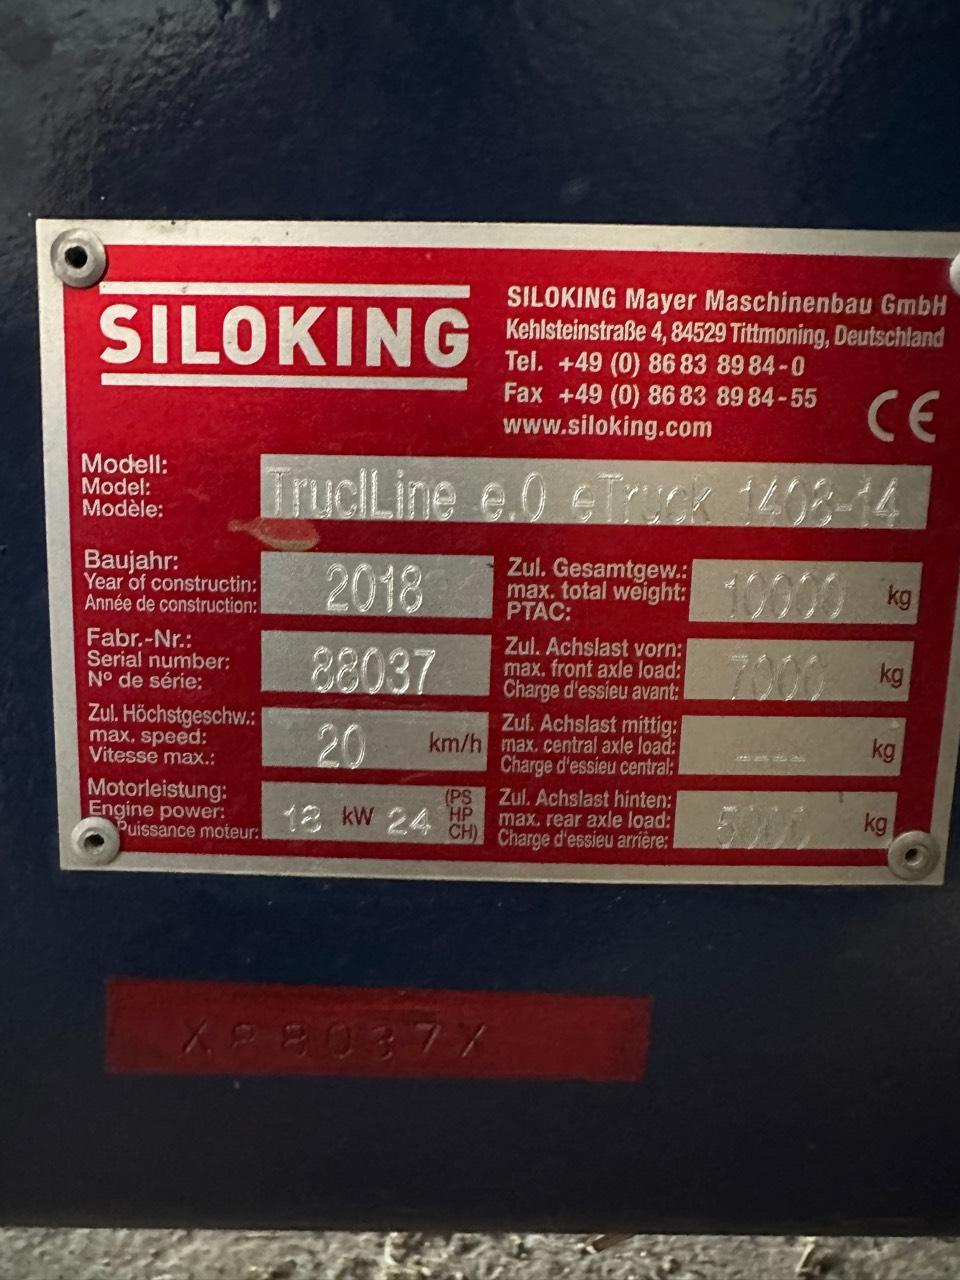 SILOKING
SILOKING Mayer Maschinenbau GmbH
Kehlsteinstraße 4, 84529 Tittmoning, Deutschland
Tel. +49 (0) 86 83 89 84-0
Fax +49 (0) 86 83 89 84-55
www.siloking.com
CE
Modell:
Model:
Modèle:
TruclLine e.0 eTruck 1408-14
Baujahr:
Year of constructin:
Année de construction:
2018
Zul. Gesamtgew.:
max. total weight:
PTAC:
10000 kg
Fabr.-Nr.:
Serial number:
Nº de série:
88037
Zul. Achslast vorn:
max. front axle load:
Charge d'essieu avant:
7000 kg
Zul. Höchstgeschw.:
max. speed:
Vitesse max.:
20 km/h
Zul. Achslast mittig:
max. central axle load:
Charge d'essieu central:
---- kg
Motorleistung:
Engine power:
Puissance moteur:
18 kW 24 (PS
HP
CH)
Zul. Achslast hinten:
max. rear axle load:
Charge d'essieu arrière:
5000 kg
X88037X